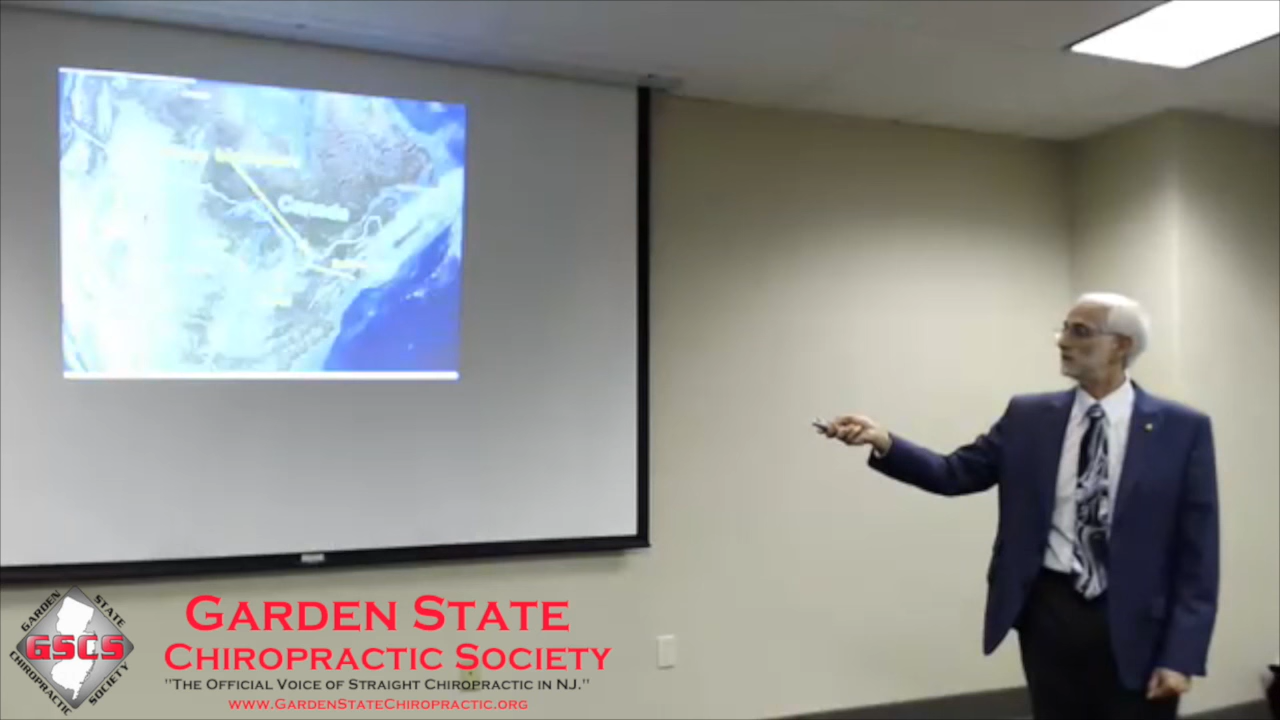 Canada
GARDEN
STATE
GSCS
CHIROPRACTIC
SOCIETY
GARDEN STATE
CHIROPRACTIC SOCIETY
"THE OFFICIAL VOICE OF STRAIGHT CHIROPRACTIC IN NJ."
WWW.GARDENSTATECHIROPRACTIC.ORG